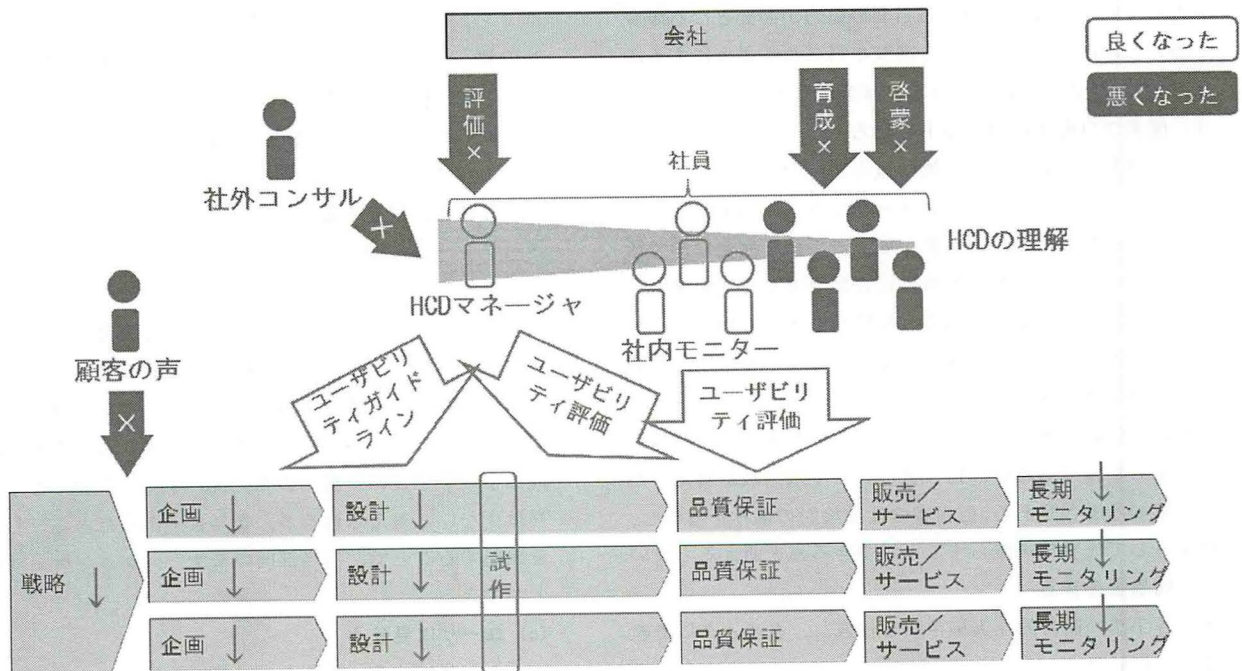 会社
良くなった
悪くなった
評価×
育成×
啓蒙×
社員
社外コンサル
×
HCDの理解
HCDマネージャ
社内モニター
顧客の声
×
ユーザビリ
ティガイド
ライン
ユーザビリ
ティ評価
ユーザビリ
ティ評価
戦略↓
企画↓
設計↓
試作
品質保証
販売/
サービス
長期↓
モニタリング
企画↓
設計↓
品質保証
販売/
サービス
長期↓
モニタリング
企画↓
設計↓
品質保証
販売/
サービス
長期↓
モニタリング